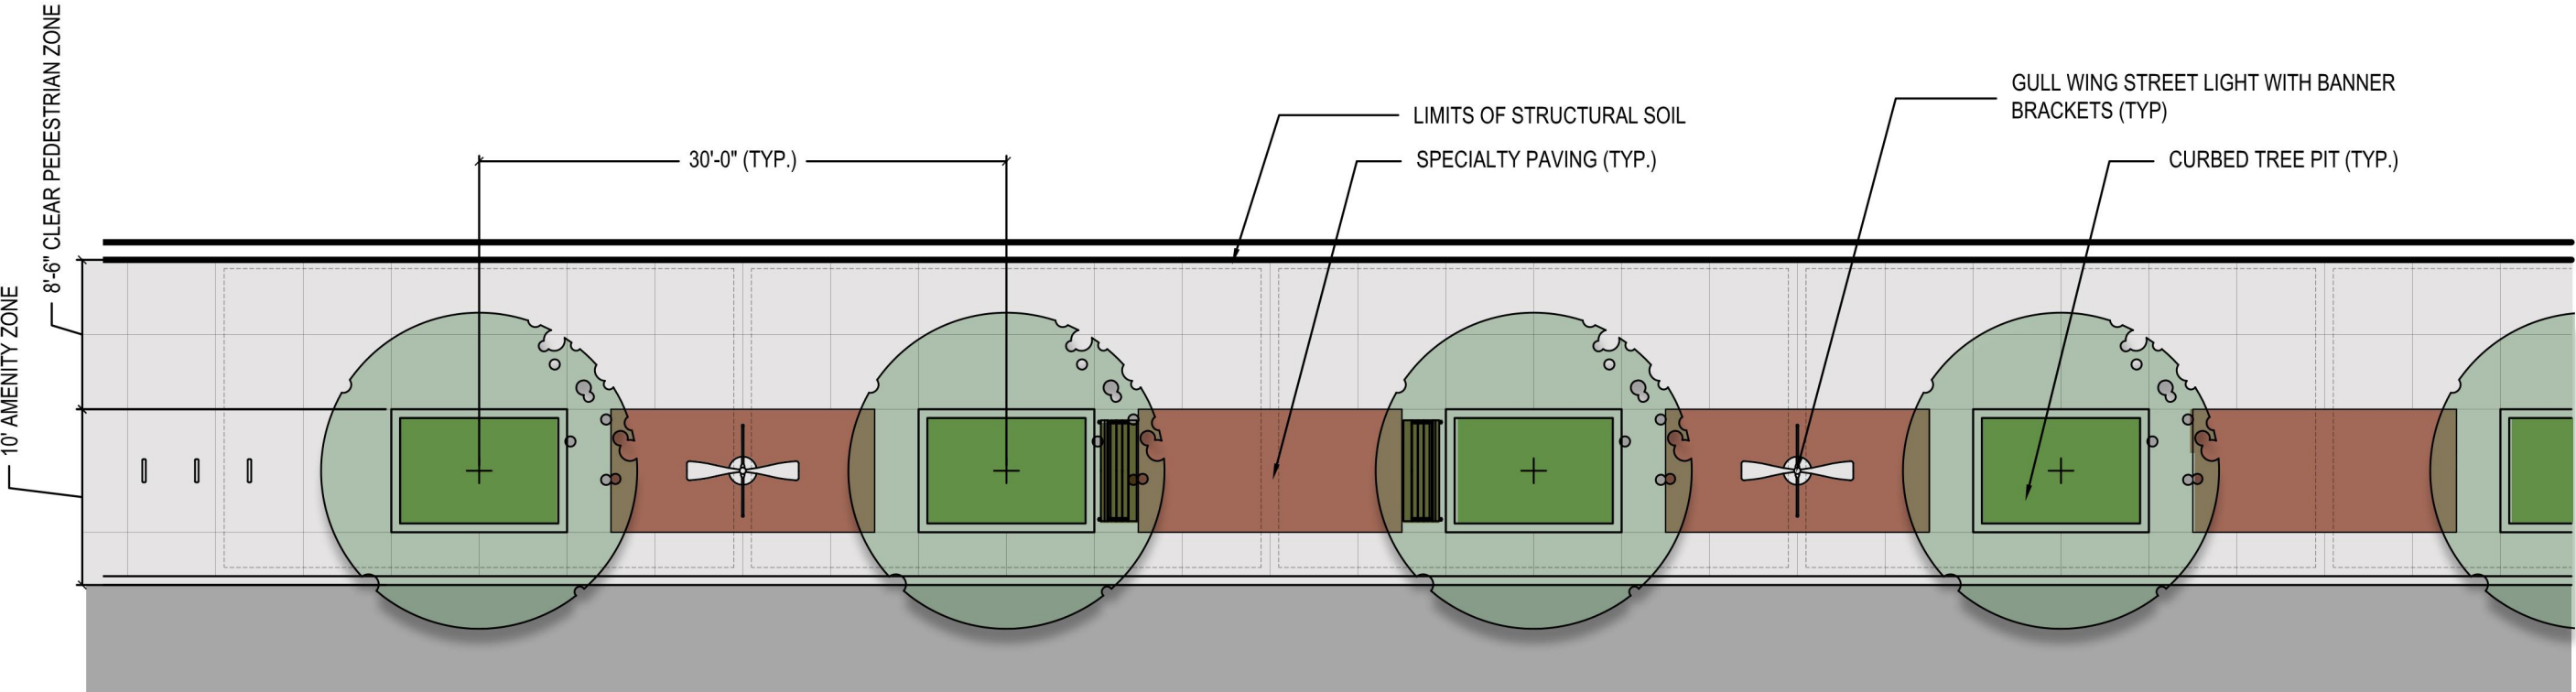 8'-6" CLEAR PEDESTRIAN ZONE
10' AMENITY ZONE
30'-0" (TYP.)
LIMITS OF STRUCTURAL SOIL
SPECIALTY PAVING (TYP.)
GULL WING STREET LIGHT WITH BANNER
BRACKETS (TYP)
CURBED TREE PIT (TYP.)